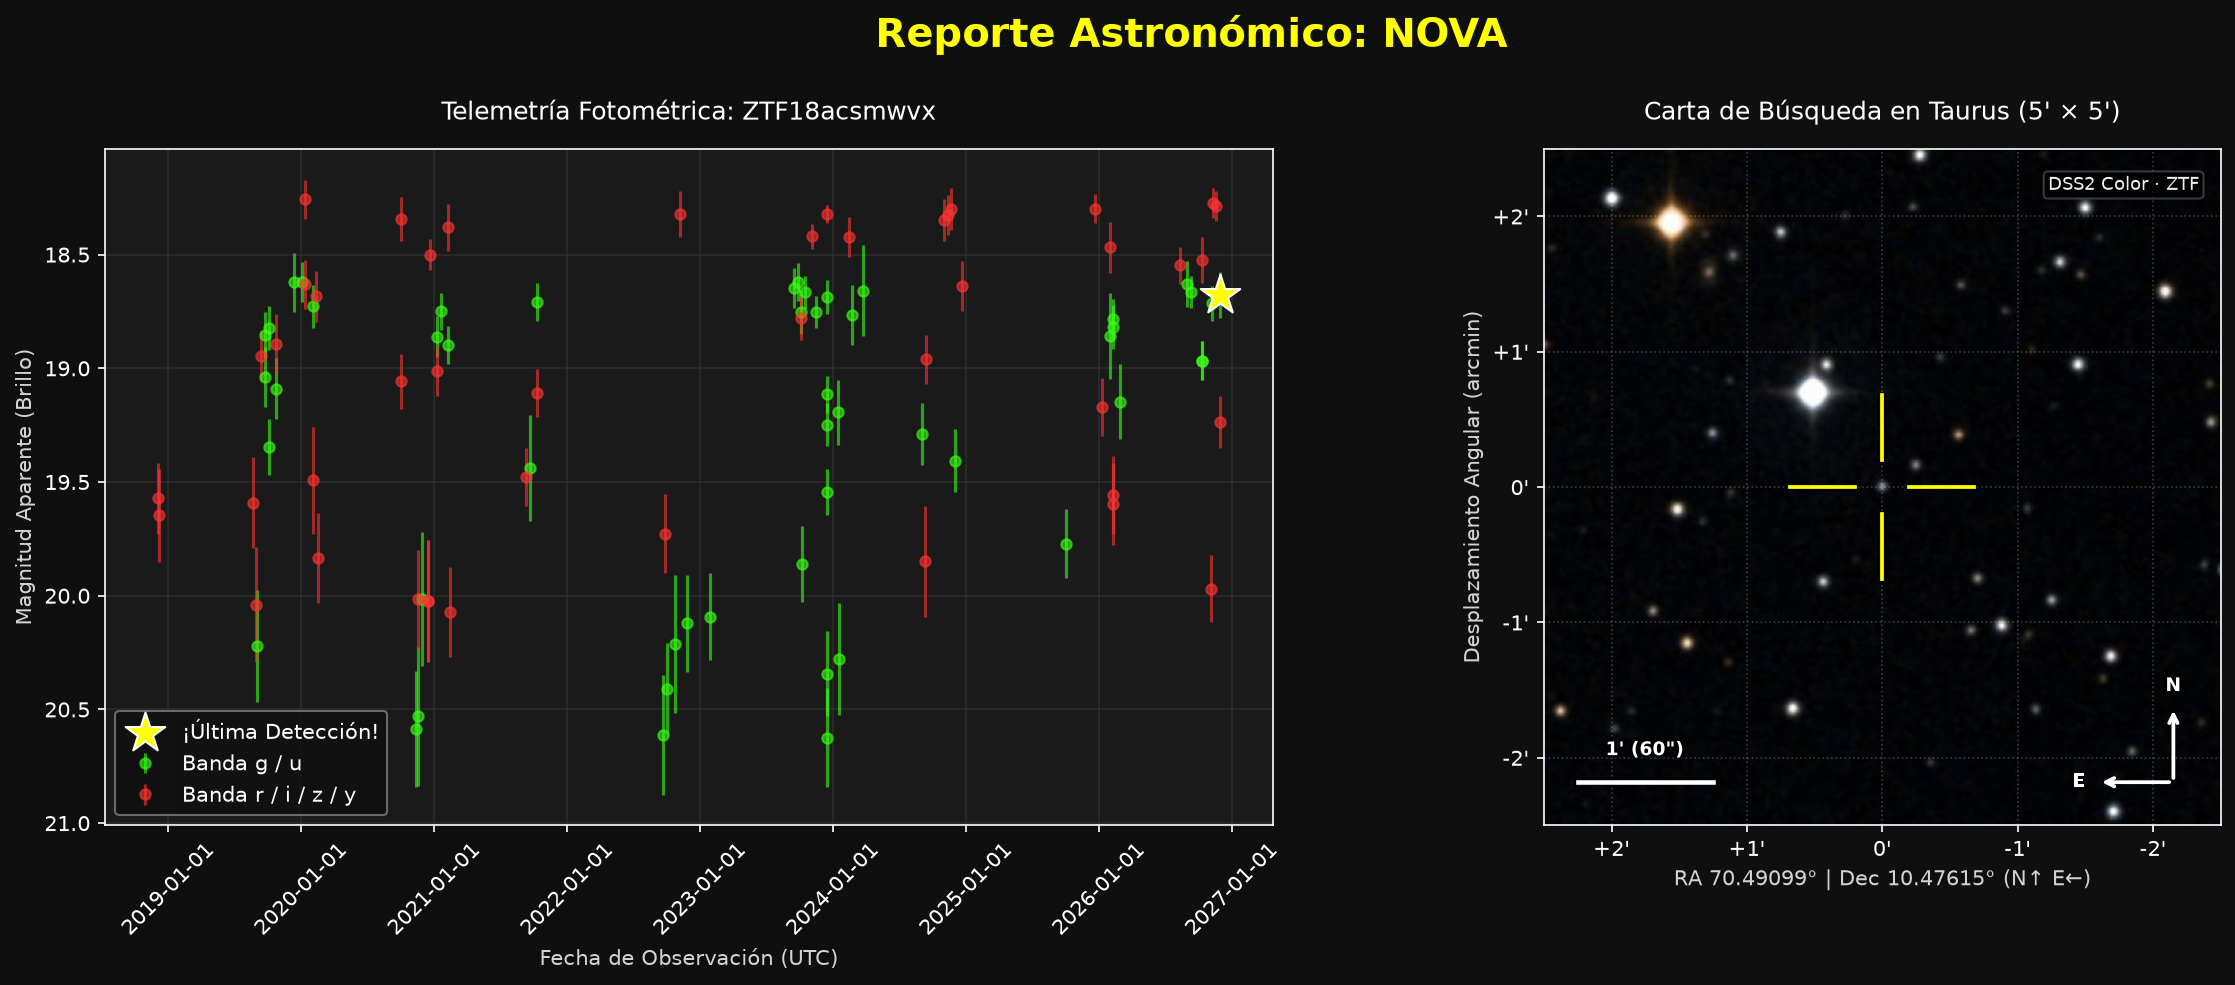 Reporte Astronómico: NOVA
Telemetría Fotométrica: ZTF18acsmwvx
Magnitud Aparente (Brillo)
18.5
19.0
19.5
20.0
20.5
21.0
¡Última Detección!
Banda g / u
Banda r / i / z / y
2019-01-01
2020-01-01
2021-01-01
2022-01-01
2023-01-01
2024-01-01
2025-01-01
2026-01-01
2027-01-01
Fecha de Observación (UTC)
Carta de Búsqueda en Taurus (5' × 5')
DSS2 Color · ZTF
Desplazamiento Angular (arcmin)
+2'
+1'
0'
-1'
-2'
N
E
1' (60")
+2'
+1'
0'
-1'
-2'
RA 70.49099° | Dec 10.47615° (N↑ E←)